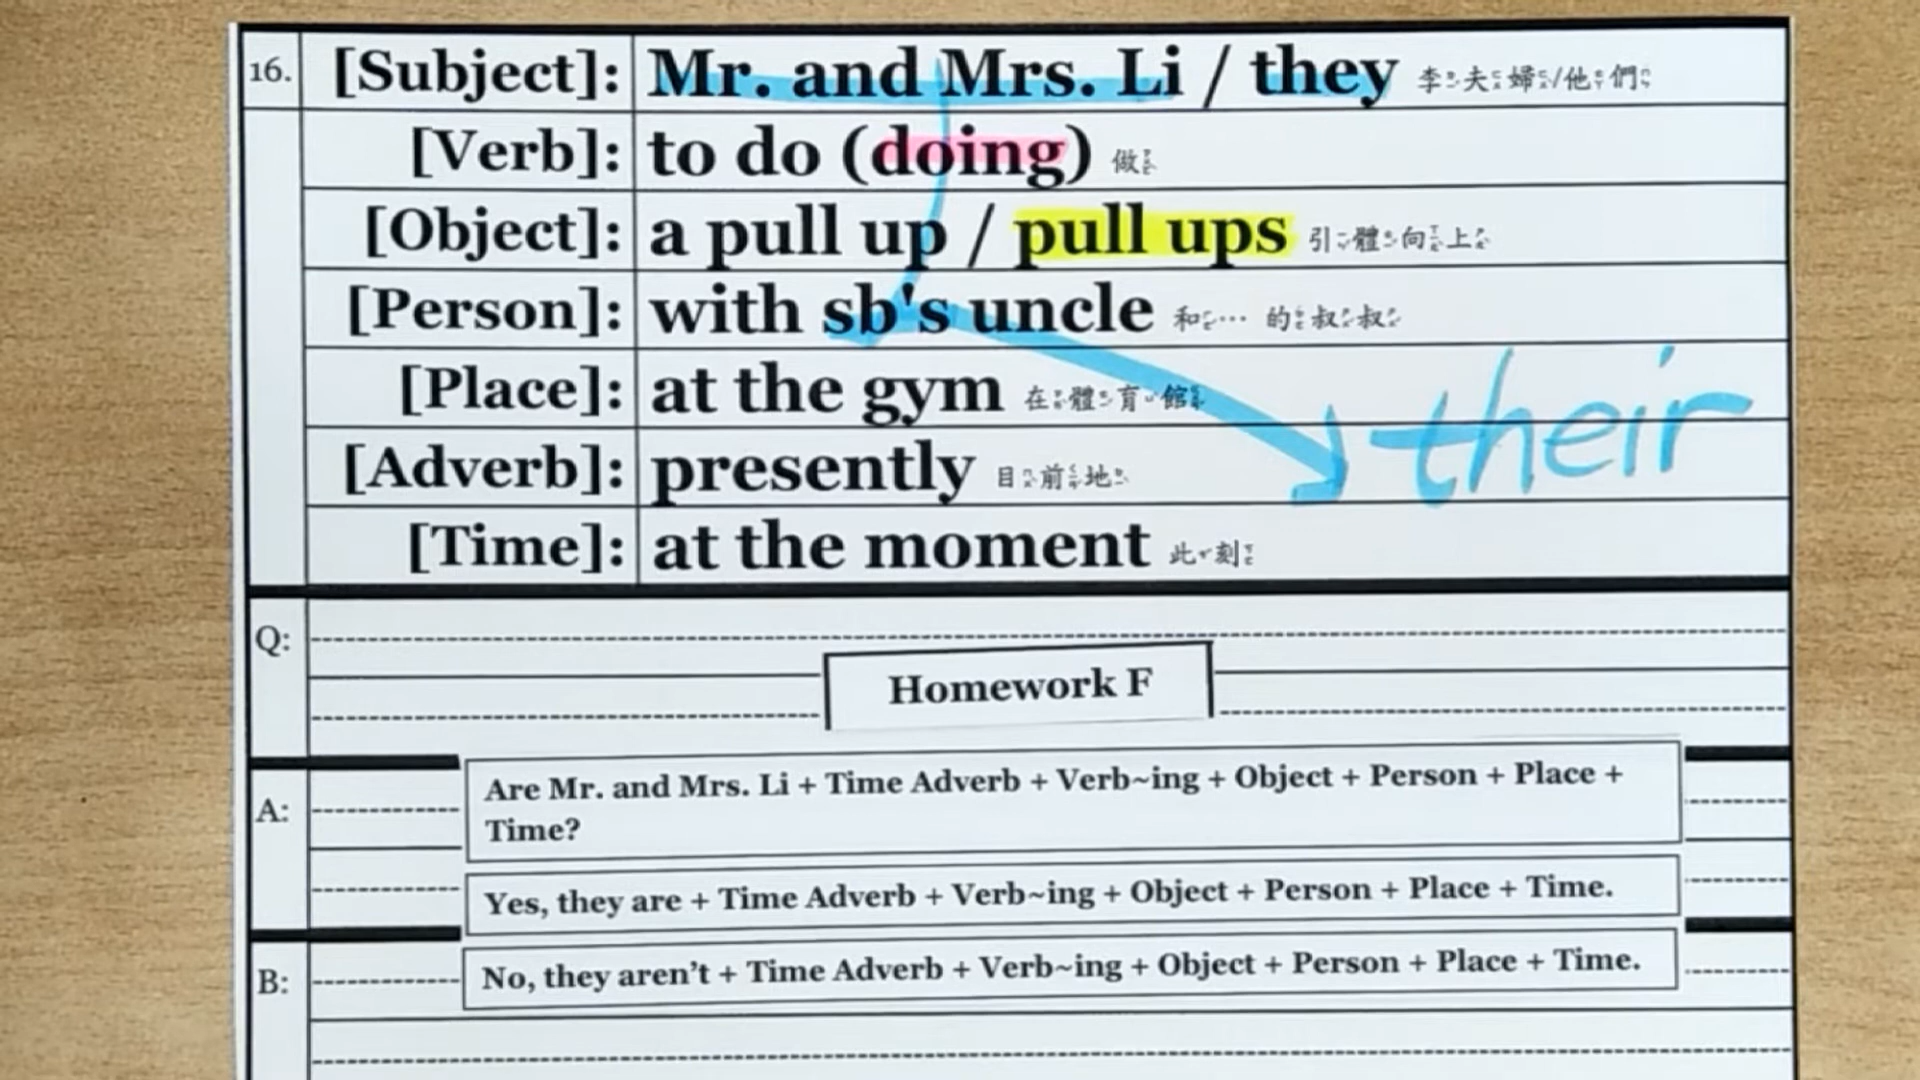 16. [Subject]: Mr. and Mrs. Li / they 李夫婦/他們
[Verb]: to do (doing) 做
[Object]: a pull up / pull ups 引體向上
[Person]: with sb's uncle 和… 的叔叔
[Place]: at the gym 在體育館
their
[Adverb]: presently 目前地
[Time]: at the moment 此刻
Q:
Homework F
A:
Are Mr. and Mrs. Li + Time Adverb + Verb~ing + Object + Person + Place +
Time?
Yes, they are + Time Adverb + Verb~ing + Object + Person + Place + Time.
B:
No, they aren’t + Time Adverb + Verb~ing + Object + Person + Place + Time.